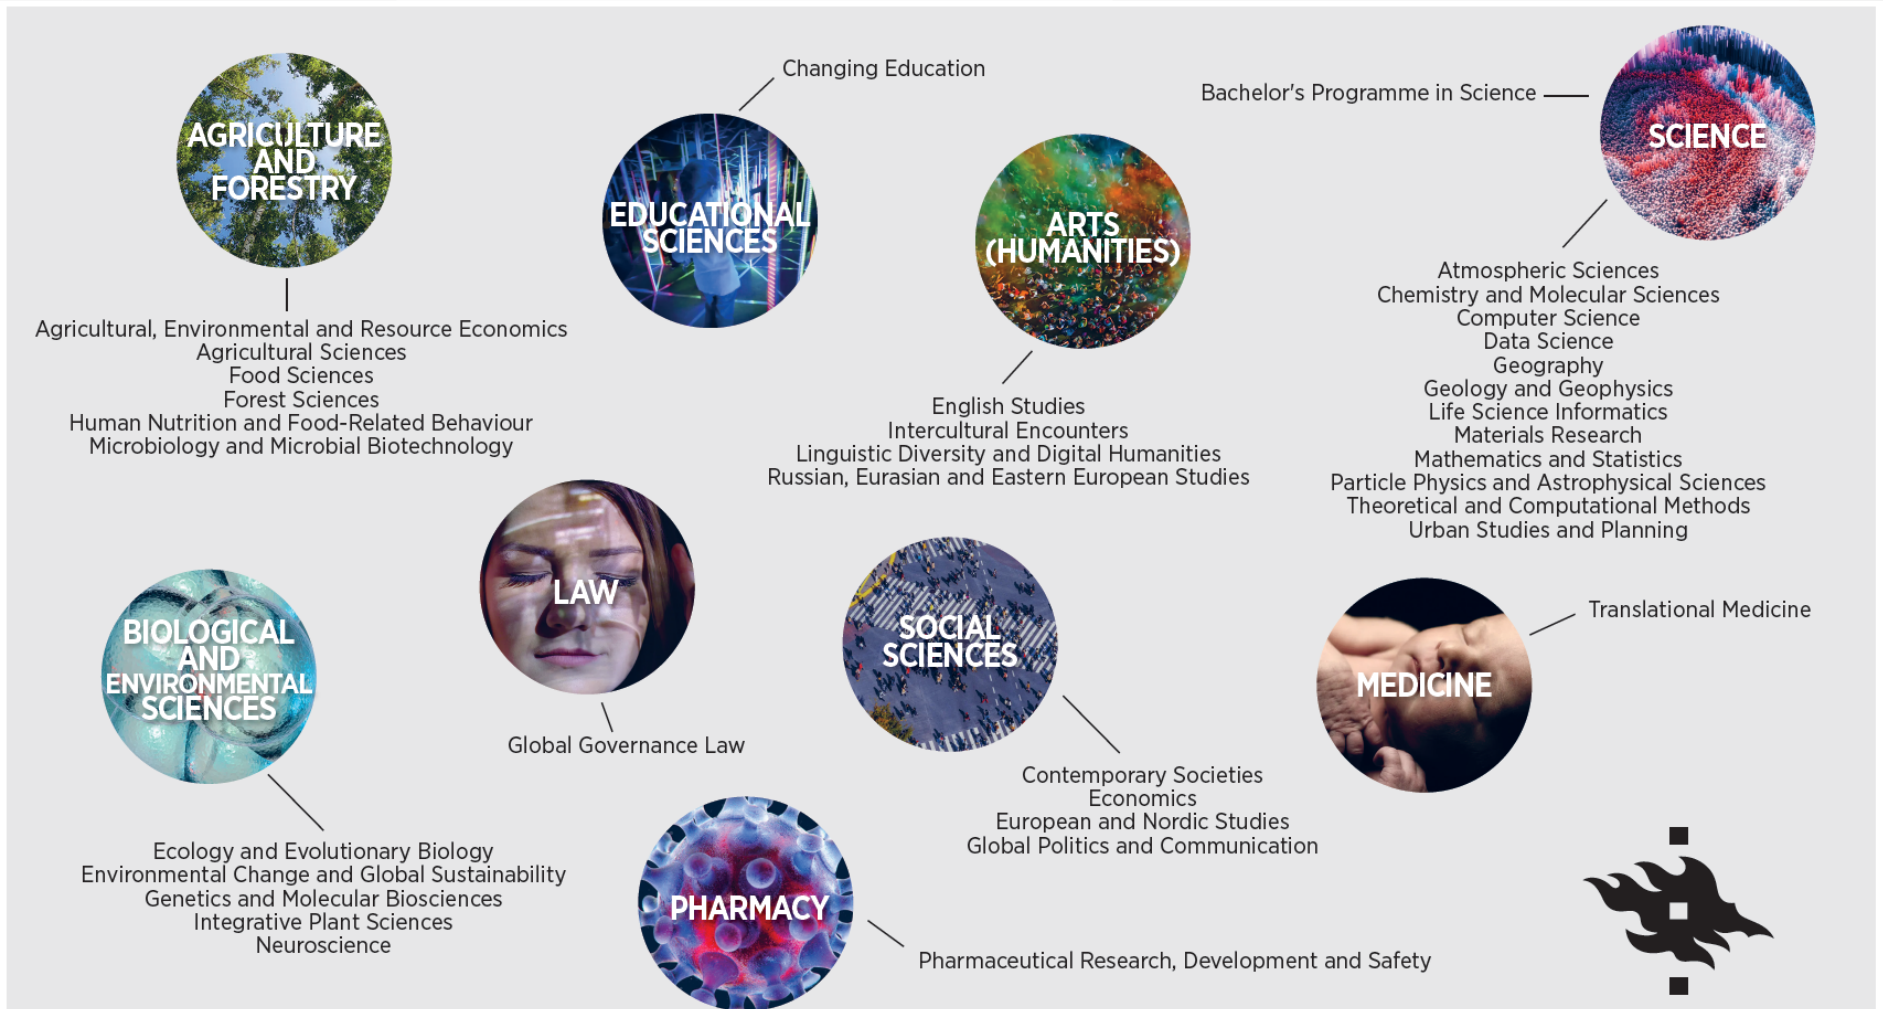 AGRICULTURE
AND
FORESTRY
Agricultural, Environmental and Resource Economics
Agricultural Sciences
Food Sciences
Forest Sciences
Human Nutrition and Food-Related Behaviour
Microbiology and Microbial Biotechnology
Changing Education
EDUCATIONAL
SCIENCES
ARTS
(HUMANITIES)
English Studies
Intercultural Encounters
Linguistic Diversity and Digital Humanities
Russian, Eurasian and Eastern European Studies
Bachelor's Programme in Science
SCIENCE
Atmospheric Sciences
Chemistry and Molecular Sciences
Computer Science
Data Science
Geography
Geology and Geophysics
Life Science Informatics
Materials Research
Mathematics and Statistics
Particle Physics and Astrophysical Sciences
Theoretical and Computational Methods
Urban Studies and Planning
BIOLOGICAL
AND
ENVIRONMENTAL
SCIENCES
Ecology and Evolutionary Biology
Environmental Change and Global Sustainability
Genetics and Molecular Biosciences
Integrative Plant Sciences
Neuroscience
LAW
Global Governance Law
SOCIAL
SCIENCES
Contemporary Societies
Economics
European and Nordic Studies
Global Politics and Communication
MEDICINE
Translational Medicine
PHARMACY
Pharmaceutical Research, Development and Safety